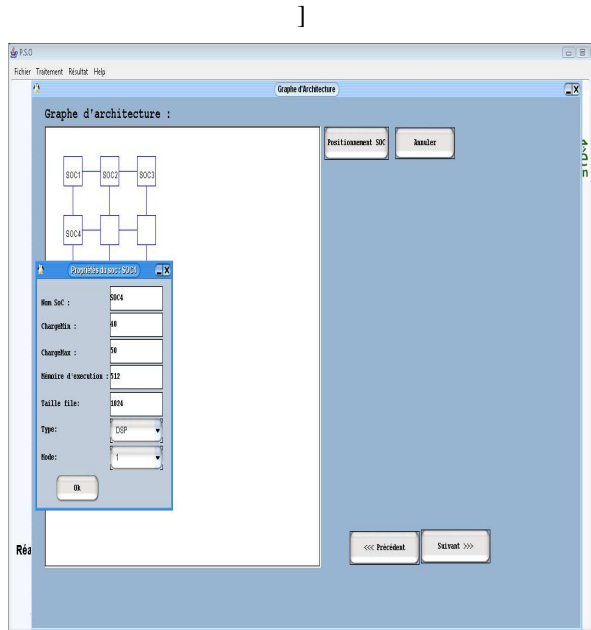 ]
P.S.O
Fichier Traitement Résultat Help
Graphe d'Architecture
Graphe d'architecture :
Positionnement SOC
Annuler
SOC1 SOC2 SOC3
SOC4
Propriétés du soc : SOC4
Nom SoC : SOC4
ChargeMin : 40
ChargeMax : 50
Mémoire d'execution : 512
Taille file: 1024
Type: DSP
Mode: 1
Ok
Réa
<<< Précédent
Suivant >>>